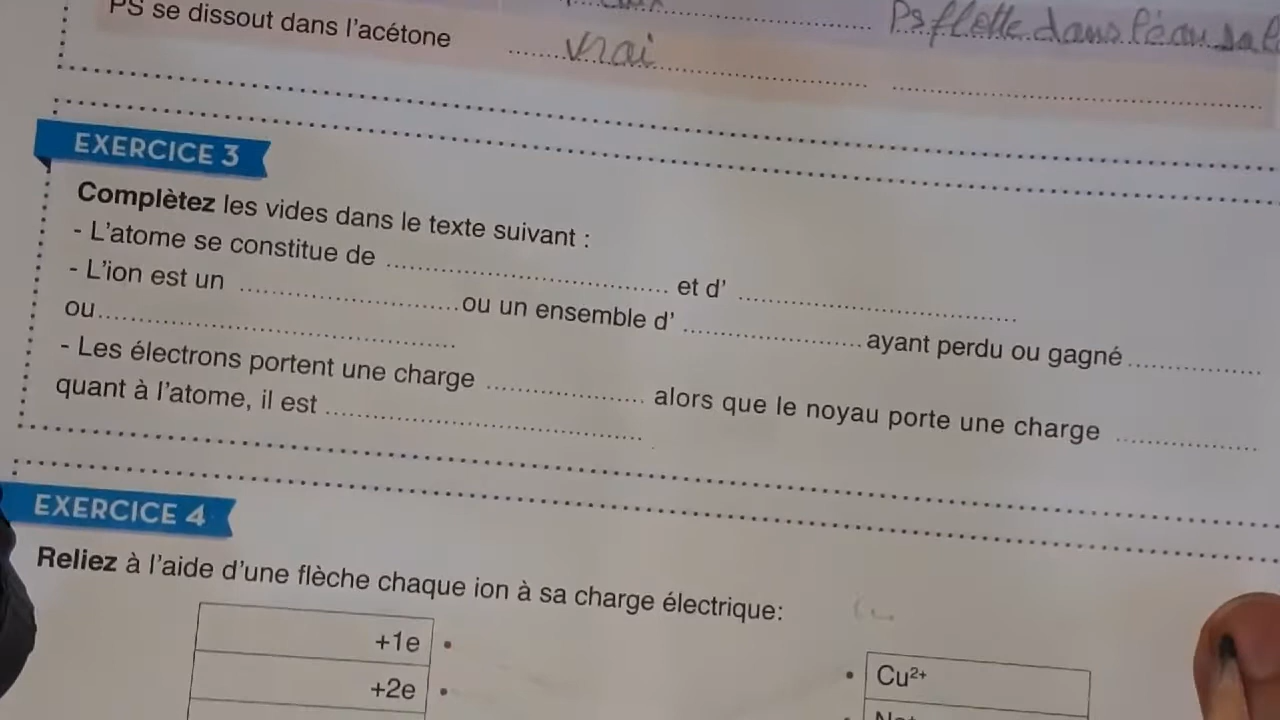 PS se dissout dans l'acétone ...... vrai ......
Ps flotte dans l'eau sal
EXERCICE 3
Complètez les vides dans le texte suivant :
- L'atome se constitue de ...... et d' ......
- L'ion est un ...... ou un ensemble d' ...... ayant perdu ou gagné ......
ou ......
- Les électrons portent une charge ...... alors que le noyau porte une charge ......
quant à l'atome, il est ......
EXERCICE 4
Reliez à l'aide d'une flèche chaque ion à sa charge électrique:
+1e •
+2e •
• Cu²⁺